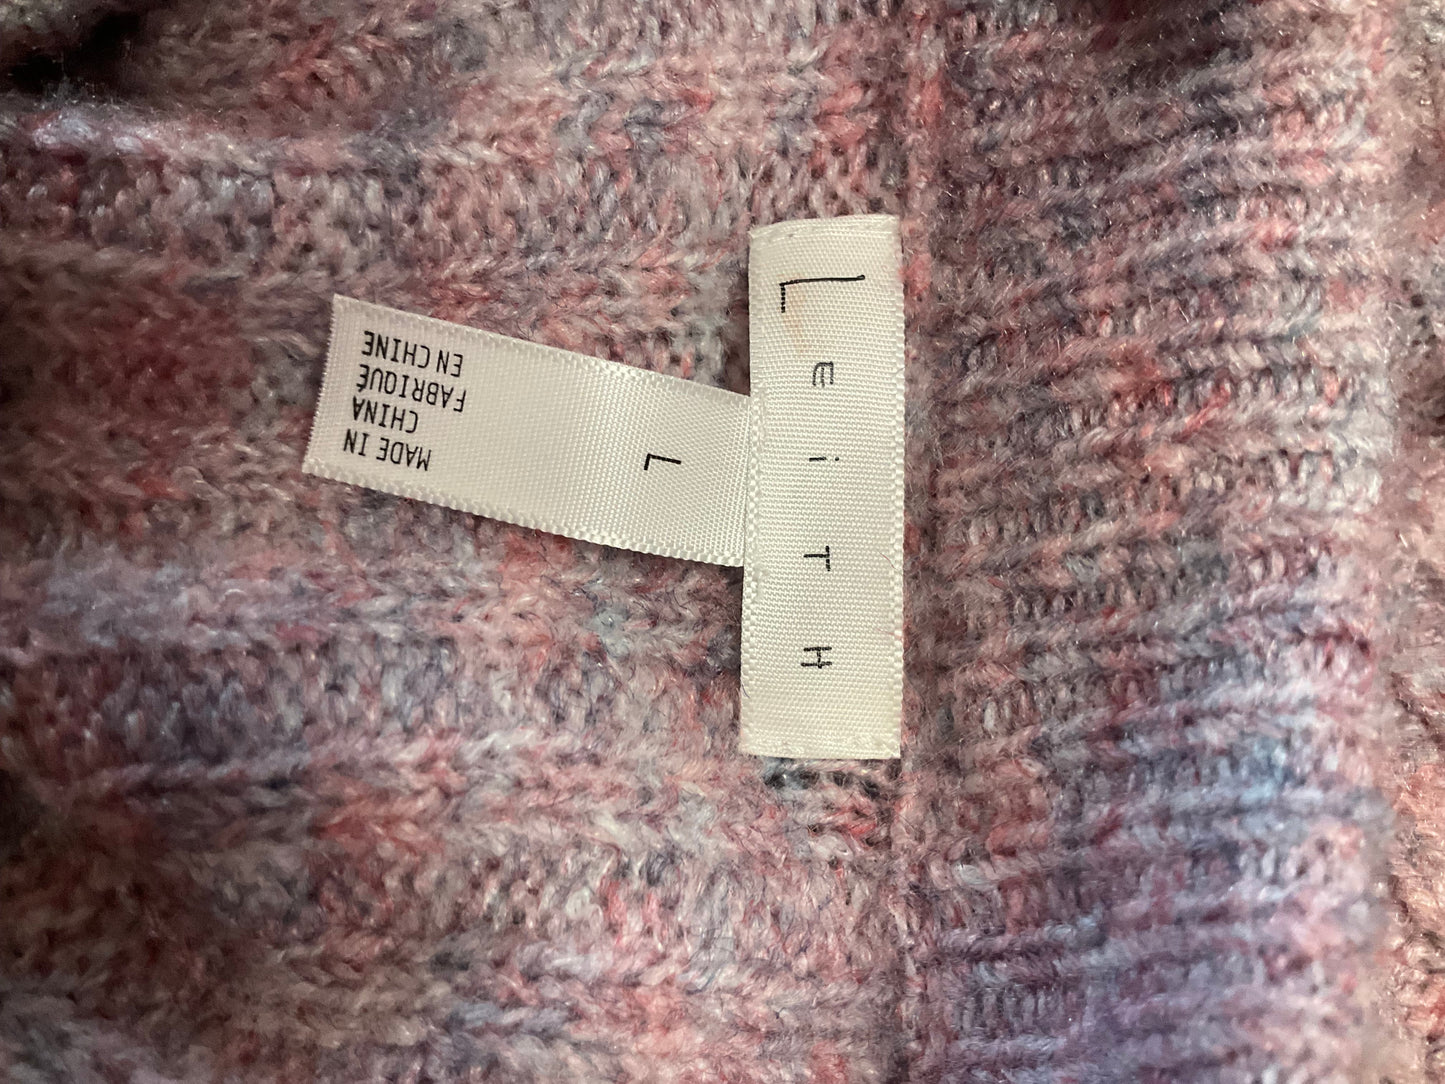 LeiTH
L
MADE IN
CHINA
FABRIQUÉ
EN CHINE